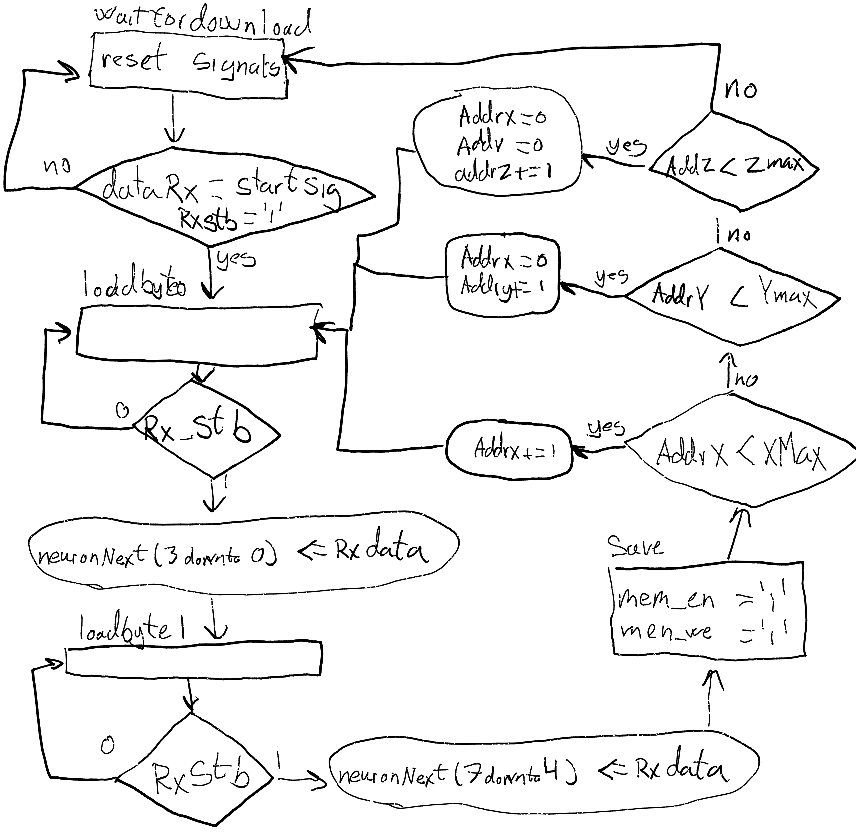 waitfordownload
reset signals
no
dataRx = startsig
Rxstb = '1'
yes
loadbyte0
0
Rx_Stb
1
neuronNext (3 downto 0) <= Rxdata
loadbyte1
0
RxStb
1
neuronNext (7 downto 4) <= Rxdata
Save
mem_en = '1'
men_we = '1'
AddrX < XMax
yes
Addrx+=1
no
AddrY < Ymax
yes
Addrx=0
Addry+=1
no
AddZ < Zmax
yes
Addrx=0
Addr =0
addrZ+=1
no